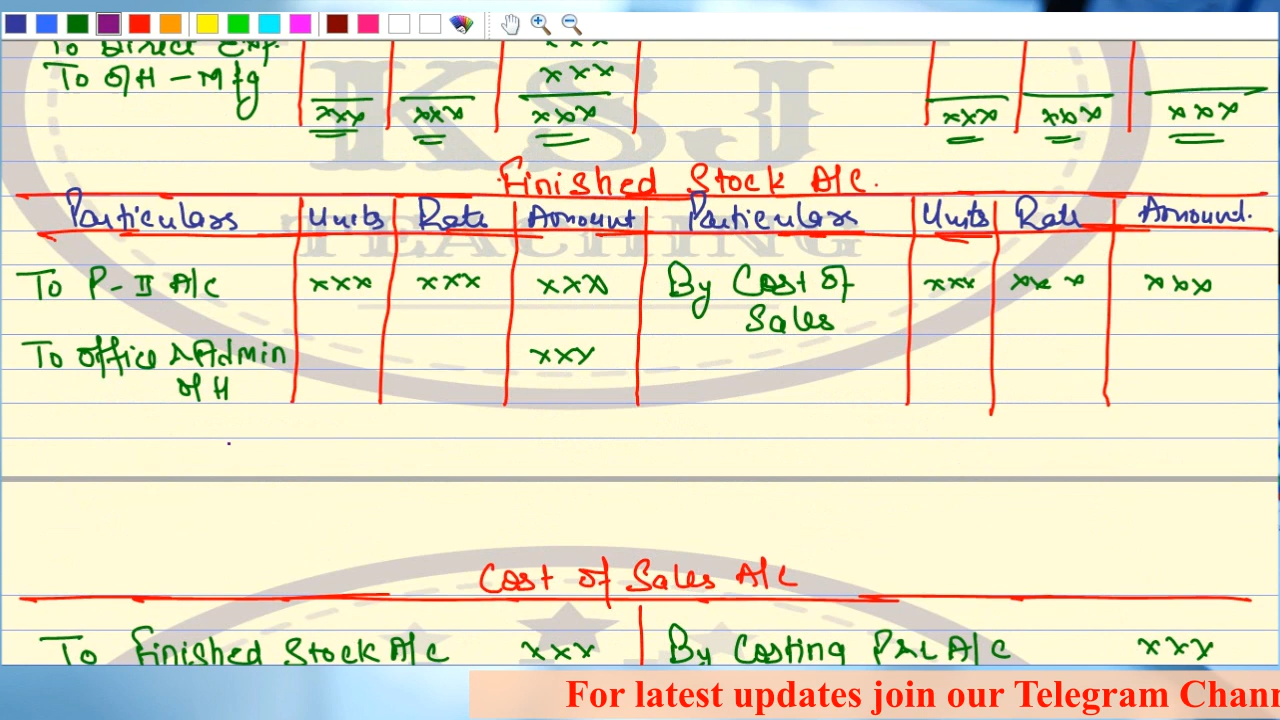 To Direct Exp. xxx
To O/H - Mfg xxx
xxx xxx xxx xxx xxx xxx
KSJ
TEACHING
Finished Stock A/c.
Particulars Units Rate Amount Particulars Units Rate Amount.
To P-II A/c xxx xxx xxx By Cost of xxx xxx xxx
Sales
To Office & Admin xxx
O/H
Cost of Sales A/c
To Finished Stock A/c xxx By Costing P&L A/c xxx
For latest updates join our Telegram Chann